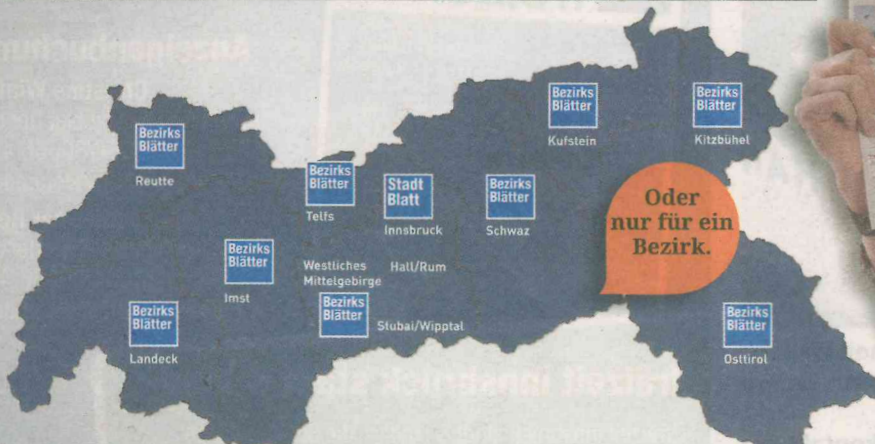 Bezirks
Blätter
Kufstein
Bezirks
Blätter
Kitzbühel
Bezirks
Blätter
Reutte
Bezirks
Blätter
Telfs
Stadt
Blatt
Innsbruck
Bezirks
Blätter
Schwaz
Oder
nur für ein
Bezirk.
Bezirks
Blätter
Imst
Westliches
Mittelgebirge
Hall/Rum
Bezirks
Blätter
Landeck
Bezirks
Blätter
Stubai/Wipptal
Bezirks
Blätter
Osttirol